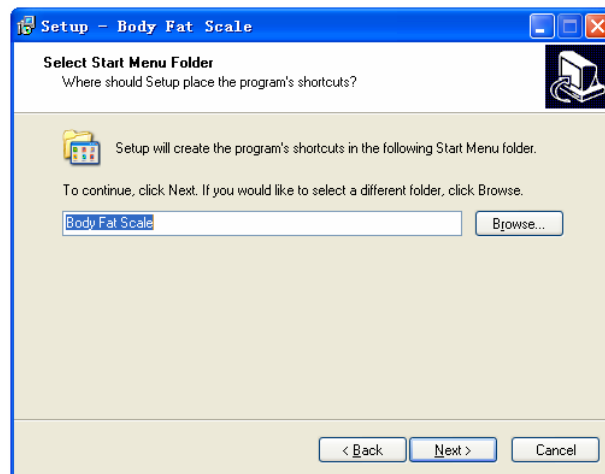 Setup - Body Fat Scale
Select Start Menu Folder
Where should Setup place the program's shortcuts?
Setup will create the program's shortcuts in the following Start Menu folder.
To continue, click Next. If you would like to select a different folder, click Browse.
Body Fat Scale
Browse...
< Back
Next >
Cancel